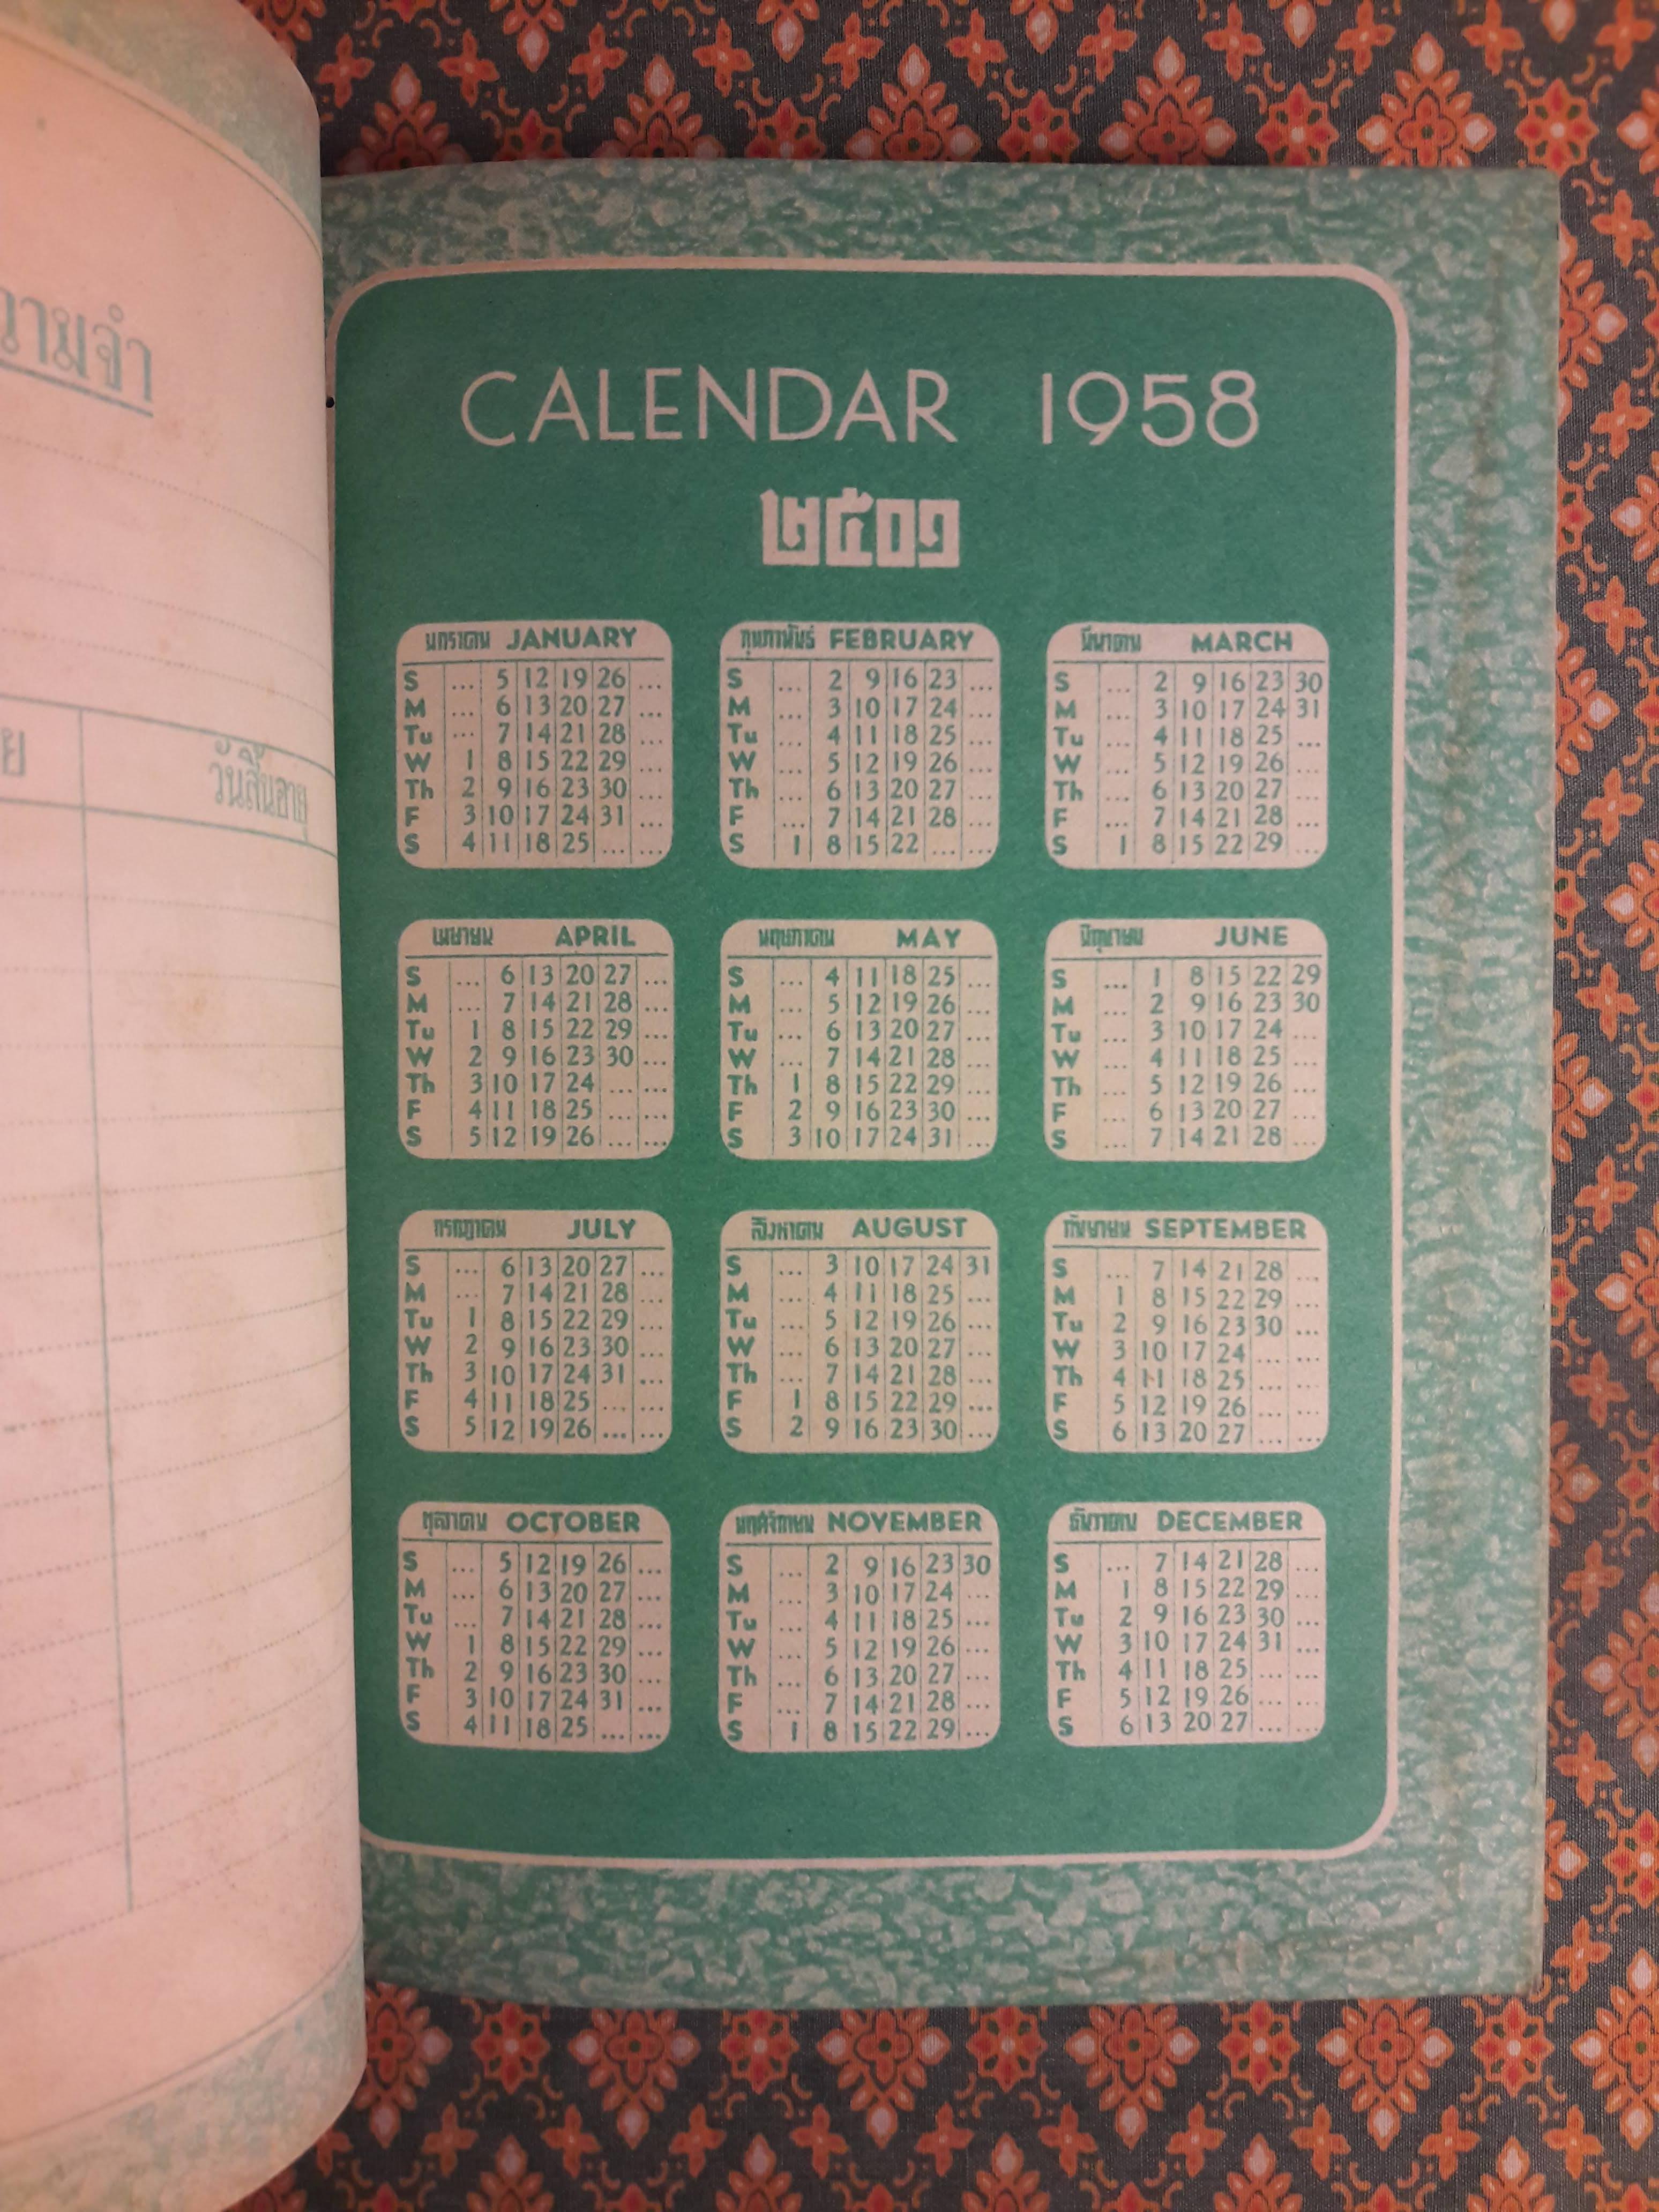 วามจำ
ย วันสิ้นอายุ
CALENDAR 1958
๒๕๐๑
มกราคม JANUARY
S ... 5 12 19 26 ...
M ... 6 13 20 27 ...
Tu ... 7 14 21 28 ...
W 1 8 15 22 29 ...
Th 2 9 16 23 30 ...
F 3 10 17 24 31 ...
S 4 11 18 25 ... ...
กุมภาพันธ์ FEBRUARY
S ... 2 9 16 23 ...
M ... 3 10 17 24 ...
Tu ... 4 11 18 25 ...
W ... 5 12 19 26 ...
Th ... 6 13 20 27 ...
F ... 7 14 21 28 ...
S 1 8 15 22 ... ...
มีนาคม MARCH
S ... 2 9 16 23 30
M ... 3 10 17 24 31
Tu ... 4 11 18 25 ...
W ... 5 12 19 26 ...
Th ... 6 13 20 27 ...
F ... 7 14 21 28 ...
S 1 8 15 22 29 ...
เมษายน APRIL
S ... 6 13 20 27 ...
M ... 7 14 21 28 ...
Tu 1 8 15 22 29 ...
W 2 9 16 23 30 ...
Th 3 10 17 24 ... ...
F 4 11 18 25 ... ...
S 5 12 19 26 ... ...
พฤษภาคม MAY
S ... 4 11 18 25 ...
M ... 5 12 19 26 ...
Tu ... 6 13 20 27 ...
W ... 7 14 21 28 ...
Th 1 8 15 22 29 ...
F 2 9 16 23 30 ...
S 3 10 17 24 31 ...
มิถุนายน JUNE
S ... 1 8 15 22 29
M ... 2 9 16 23 30
Tu ... 3 10 17 24 ...
W ... 4 11 18 25 ...
Th ... 5 12 19 26 ...
F ... 6 13 20 27 ...
S ... 7 14 21 28 ...
กรกฎาคม JULY
S ... 6 13 20 27 ...
M ... 7 14 21 28 ...
Tu 1 8 15 22 29 ...
W 2 9 16 23 30 ...
Th 3 10 17 24 31 ...
F 4 11 18 25 ... ...
S 5 12 19 26 ... ...
สิงหาคม AUGUST
S ... 3 10 17 24 31
M ... 4 11 18 25 ...
Tu ... 5 12 19 26 ...
W ... 6 13 20 27 ...
Th ... 7 14 21 28 ...
F 1 8 15 22 29 ...
S 2 9 16 23 30 ...
กันยายน SEPTEMBER
S ... 7 14 21 28 ...
M 1 8 15 22 29 ...
Tu 2 9 16 23 30 ...
W 3 10 17 24 ... ...
Th 4 11 18 25 ... ...
F 5 12 19 26 ... ...
S 6 13 20 27 ... ...
ตุลาคม OCTOBER
S ... 5 12 19 26 ...
M ... 6 13 20 27 ...
Tu ... 7 14 21 28 ...
W 1 8 15 22 29 ...
Th 2 9 16 23 30 ...
F 3 10 17 24 31 ...
S 4 11 18 25 ... ...
พฤศจิกายน NOVEMBER
S ... 2 9 16 23 30
M ... 3 10 17 24 ...
Tu ... 4 11 18 25 ...
W ... 5 12 19 26 ...
Th ... 6 13 20 27 ...
F ... 7 14 21 28 ...
S 1 8 15 22 29 ...
ธันวาคม DECEMBER
S ... 7 14 21 28 ...
M 1 8 15 22 29 ...
Tu 2 9 16 23 30 ...
W 3 10 17 24 31 ...
Th 4 11 18 25 ... ...
F 5 12 19 26 ... ...
S 6 13 20 27 ... ...